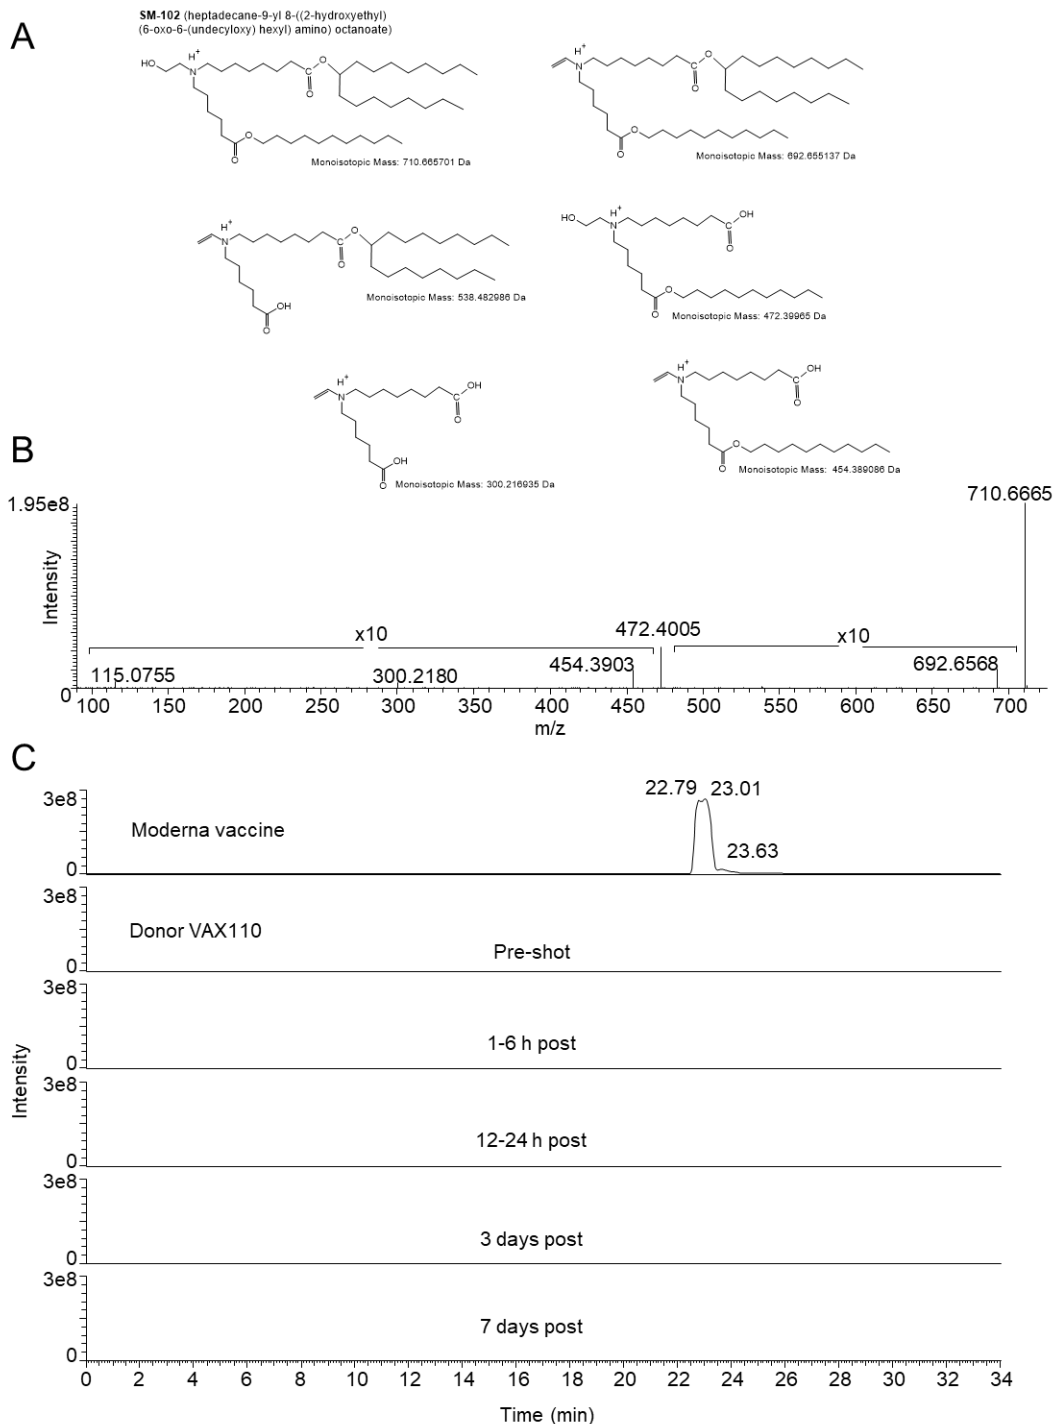 A
SM-102 (heptadecane-9-yl 8-((2-hydroxyethyl)
(6-oxo-6-(undecyloxy) hexyl) amino) octanoate)
HO
H+
N
C
O
O
C
O
O
Monoisotopic Mass: 710.665701 Da
H+
N
C
O
O
C
O
O
Monoisotopic Mass: 692.655137 Da
H+
N
C
O
O
C
OH
O
Monoisotopic Mass: 538.482986 Da
HO
H+
N
C
OH
O
C
O
O
Monoisotopic Mass: 472.39965 Da
H+
N
C
OH
O
C
OH
O
Monoisotopic Mass: 300.216935 Da
H+
N
C
OH
O
C
O
O
Monoisotopic Mass: 454.389086 Da
B
1.95e8
Intensity
0
x10
x10
115.0755
300.2180
454.3903
472.4005
692.6568
710.6665
100 150 200 250 300 350 400 450 500 550 600 650 700
m/z
C
Intensity
3e8
0
Moderna vaccine
22.79 23.01
23.63
3e8
0
Donor VAX110
Pre-shot
3e8
0
1-6 h post
3e8
0
12-24 h post
3e8
0
3 days post
3e8
0
7 days post
0 2 4 6 8 10 12 14 16 18 20 22 24 26 28 30 32 34
Time (min)